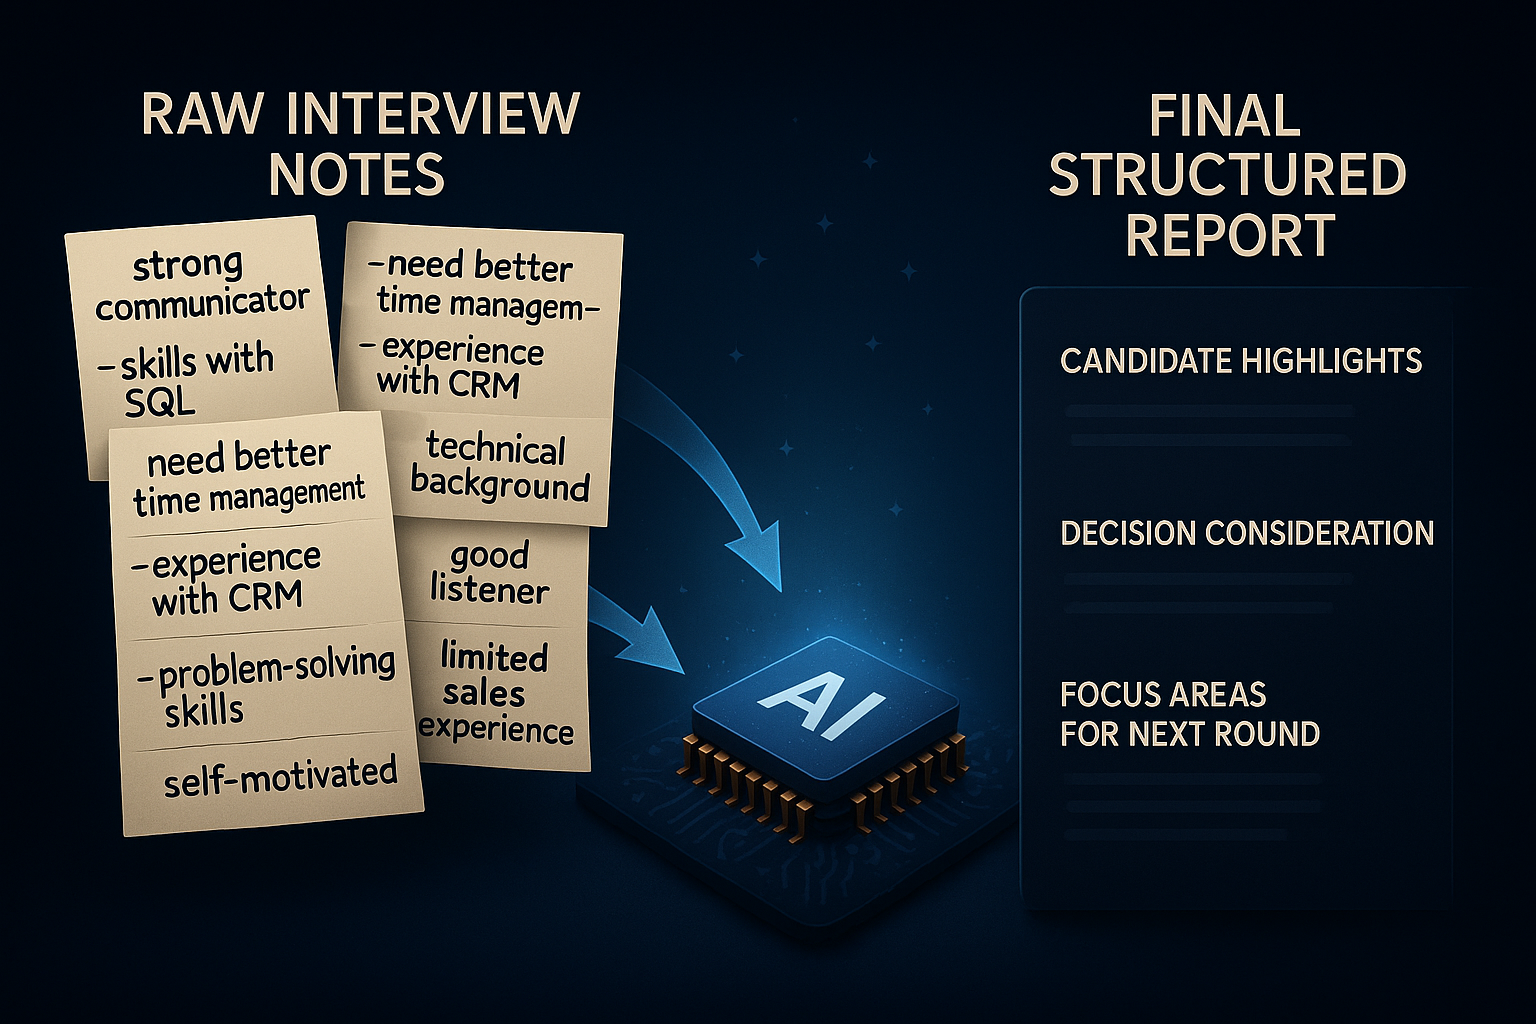 RAW INTERVIEW
NOTES
strong
communicator
-skills with
SQL
-need better
time managem-
-experience
with CRM
technical
background
need better
time management
-experience
with CRM
-problem-solving
skills
self-motivated
good
listener
limited
sales
experience
AI
FINAL
STRUCTURED
REPORT
CANDIDATE HIGHLIGHTS
DECISION CONSIDERATION
FOCUS AREAS
FOR NEXT ROUND